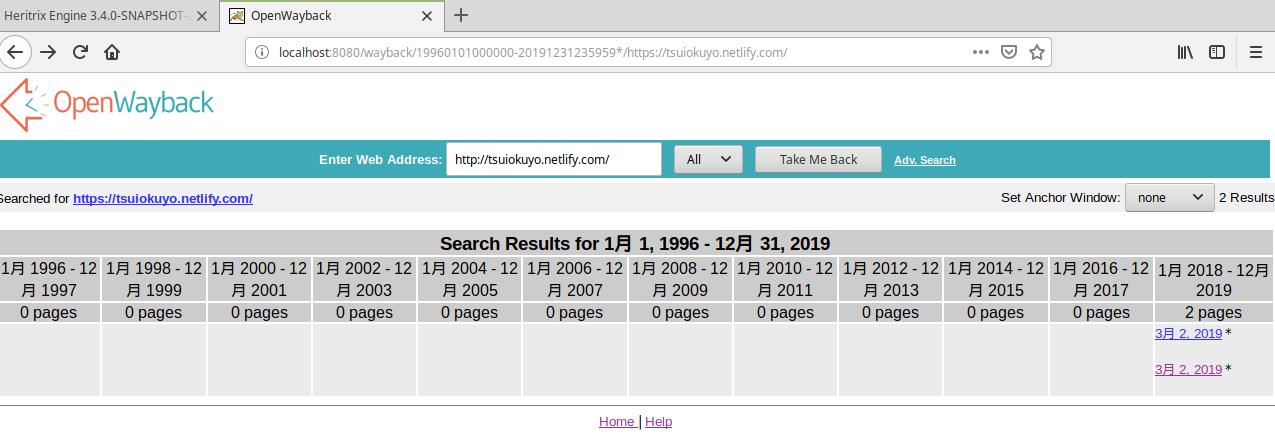 Heritrix Engine 3.4.0-SNAPSHOT-
OpenWayback
localhost:8080/wayback/19960101000000-20191231235959*/https://tsuiokuyo.netlify.com/
OpenWayback
Enter Web Address: http://tsuiokuyo.netlify.com/ All Take Me Back Adv. Search
Searched for https://tsuiokuyo.netlify.com/ Set Anchor Window: none 2 Results
Search Results for 1月 1, 1996 - 12月 31, 2019
1月 1996 - 12月 1997 1月 1998 - 12月 1999 1月 2000 - 12月 2001 1月 2002 - 12月 2003 1月 2004 - 12月 2005 1月 2006 - 12月 2007 1月 2008 - 12月 2009 1月 2010 - 12月 2011 1月 2012 - 12月 2013 1月 2014 - 12月 2015 1月 2016 - 12月 2017 1月 2018 - 12月 2019
0 pages 0 pages 0 pages 0 pages 0 pages 0 pages 0 pages 0 pages 0 pages 0 pages 0 pages 2 pages
3月 2, 2019 *
3月 2, 2019 *
Home | Help